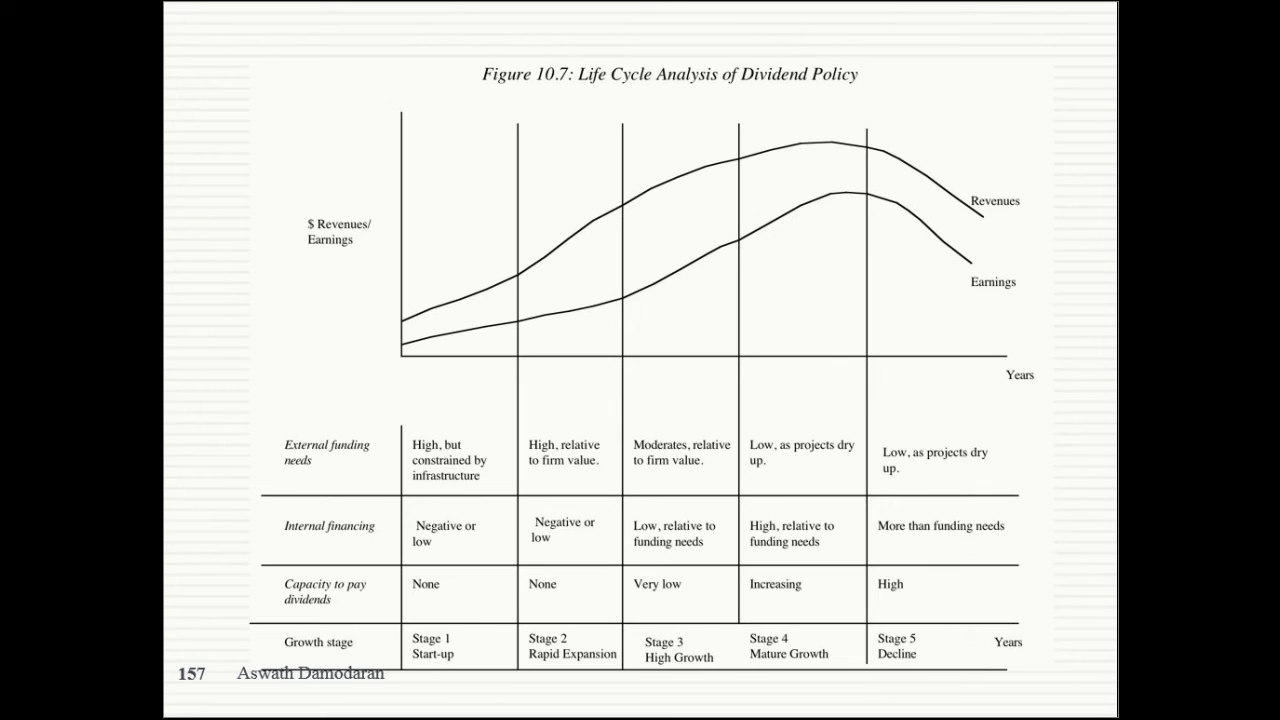 Figure 10.7: Life Cycle Analysis of Dividend Policy
$ Revenues/
Earnings
Revenues
Earnings
Years
External funding
needs
High, but
constrained by
infrastructure
High, relative
to firm value.
Moderates, relative
to firm value.
Low, as projects dry
up.
Low, as projects dry
up.
Internal financing
Negative or
low
Negative or
low
Low, relative to
funding needs
High, relative to
funding needs
More than funding needs
Capacity to pay
dividends
None
None
Very low
Increasing
High
Growth stage
Stage 1
Start-up
Stage 2
Rapid Expansion
Stage 3
High Growth
Stage 4
Mature Growth
Stage 5
Decline
Years
157
Aswath Damodaran